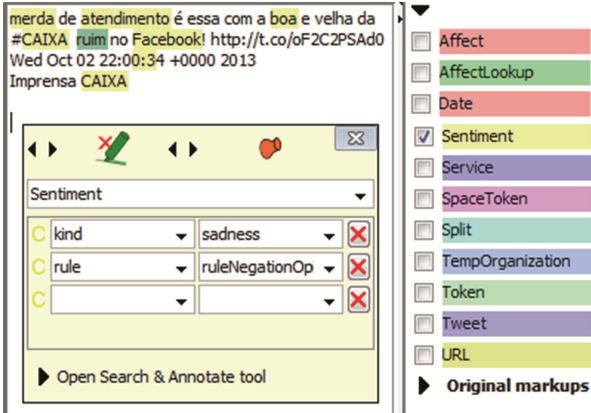 merda de atendimento é essa com a boa e velha da
#CAIXA ruim no Facebook! http://t.co/oF2C2PSAd0
Wed Oct 02 22:00:34 +0000 2013
Imprensa CAIXA
Sentiment
C kind sadness
C rule ruleNegationOpi
C
Open Search & Annotate tool
Affect
AffectLookup
Date
Sentiment
Service
SpaceToken
Split
TempOrganization
Token
Tweet
URL
Original markups